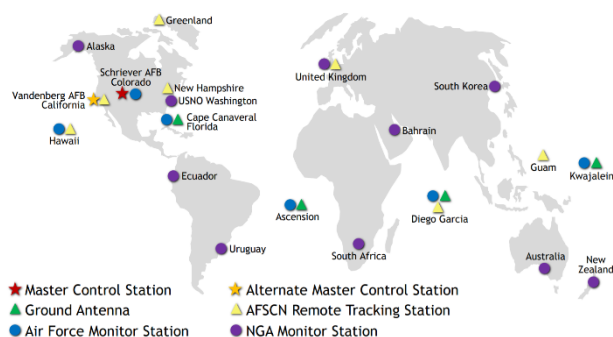 Greenland
Alaska
Schriever AFB
Colorado
United Kingdom
South Korea
Vandenberg AFB
California
New Hampshire
USNO Washington
Cape Canaveral
Florida
Bahrain
Hawaii
Guam
Kwajalein
Ecuador
Ascension
Diego Garcia
Uruguay
South Africa
Australia
New
Zealand
Master Control Station
Alternate Master Control Station
Ground Antenna
AFSCN Remote Tracking Station
Air Force Monitor Station
NGA Monitor Station